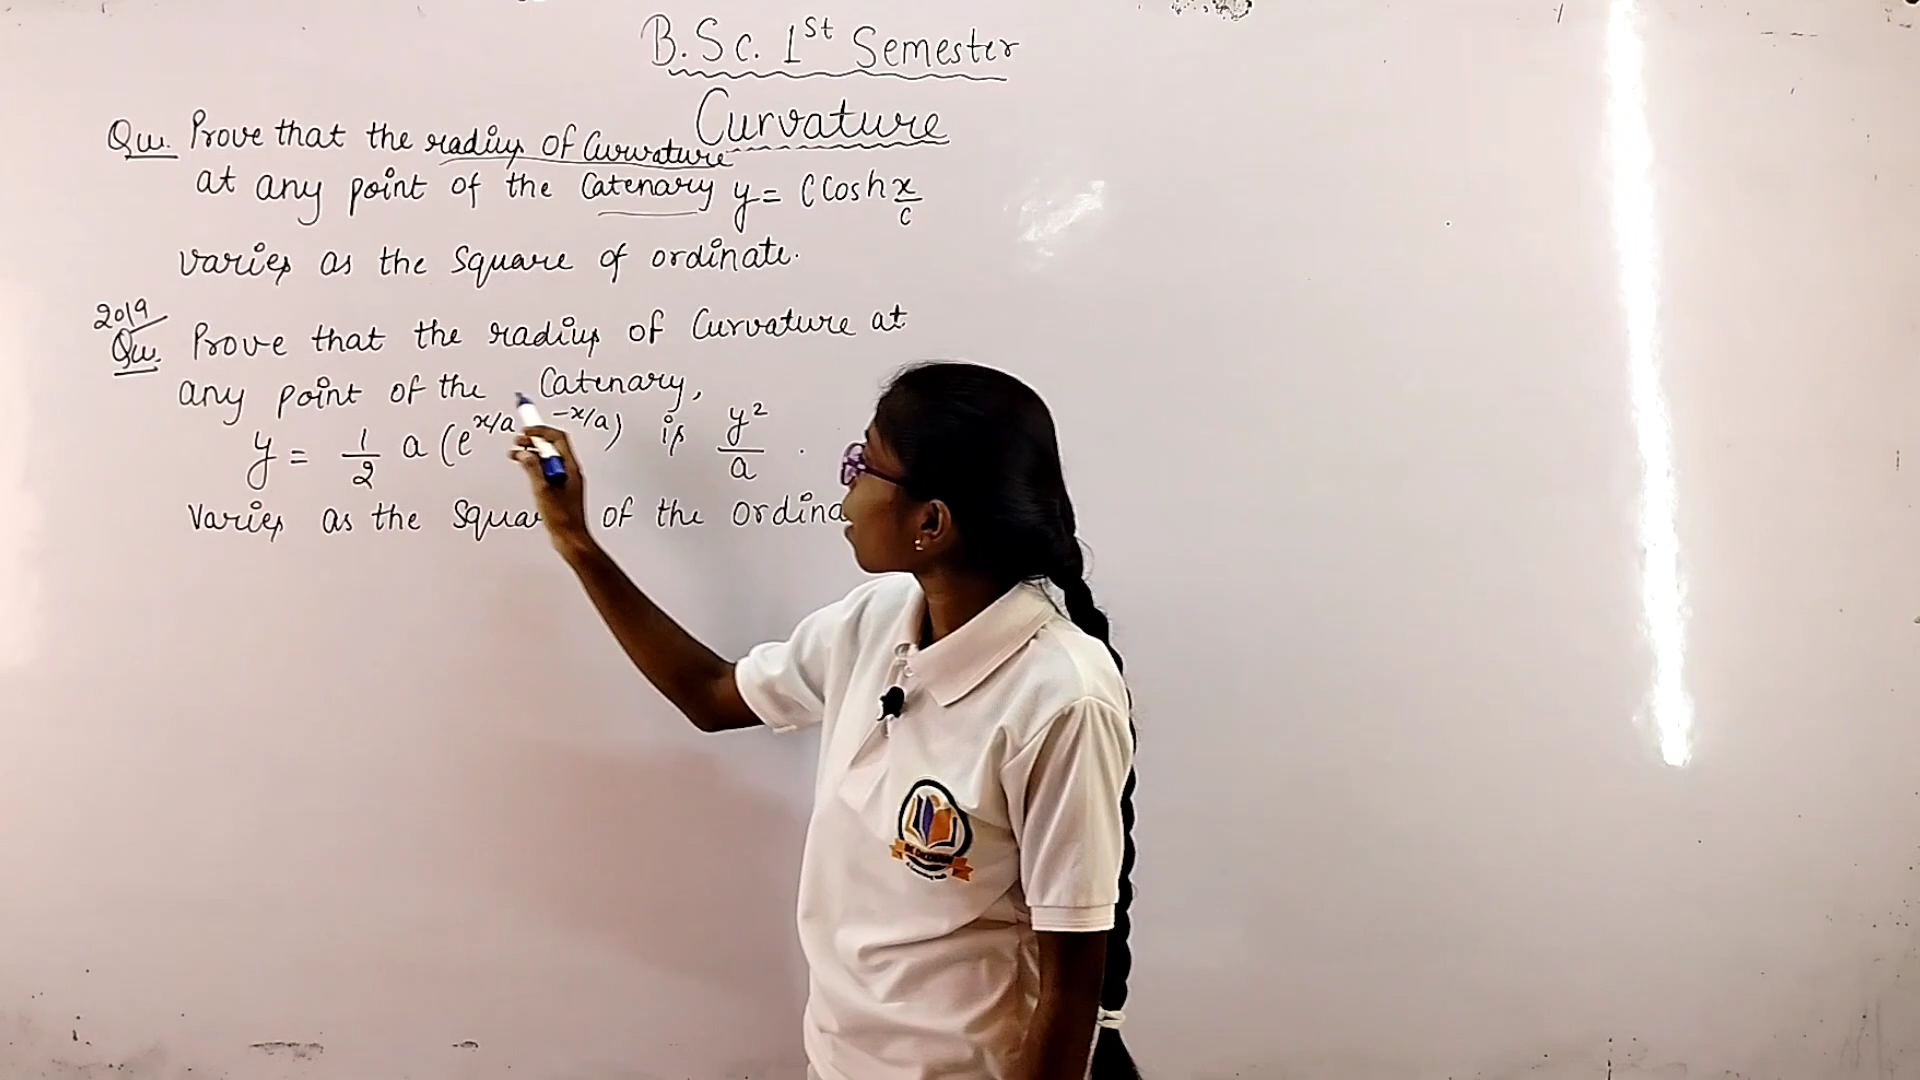 B.Sc. 1st Semester
Curvature
Qu. Prove that the radius of Curvature
at any point of the Catenary y = C Cosh x/c
varies as the square of ordinate.
2019
Qu. Prove that the radius of Curvature at
any point of the Catenary,
y = 1/2 a (e^x/a -x/a) is y²/a .
Varies as the Squa of the Ordina